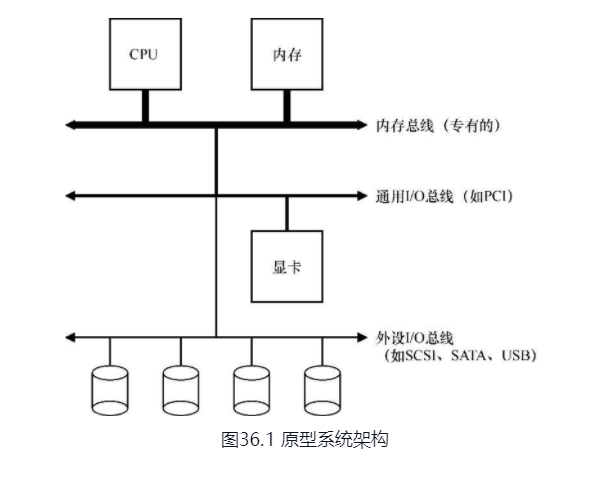 CPU
内存
内存总线（专有的）
通用I/O总线（如PCI）
显卡
外设I/O总线
（如SCSI、SATA、USB）
图36.1 原型系统架构